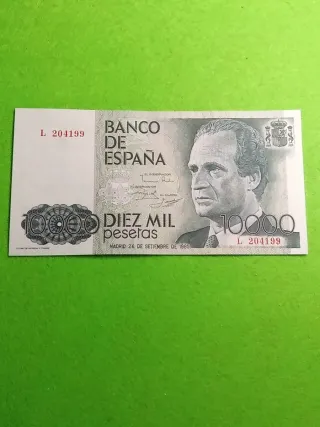 L 204199
BANCO
DE
ESPAÑA
DIEZ MIL
pesetas
10000
MADRID 24 DE SETIEMBRE DE
L 204199